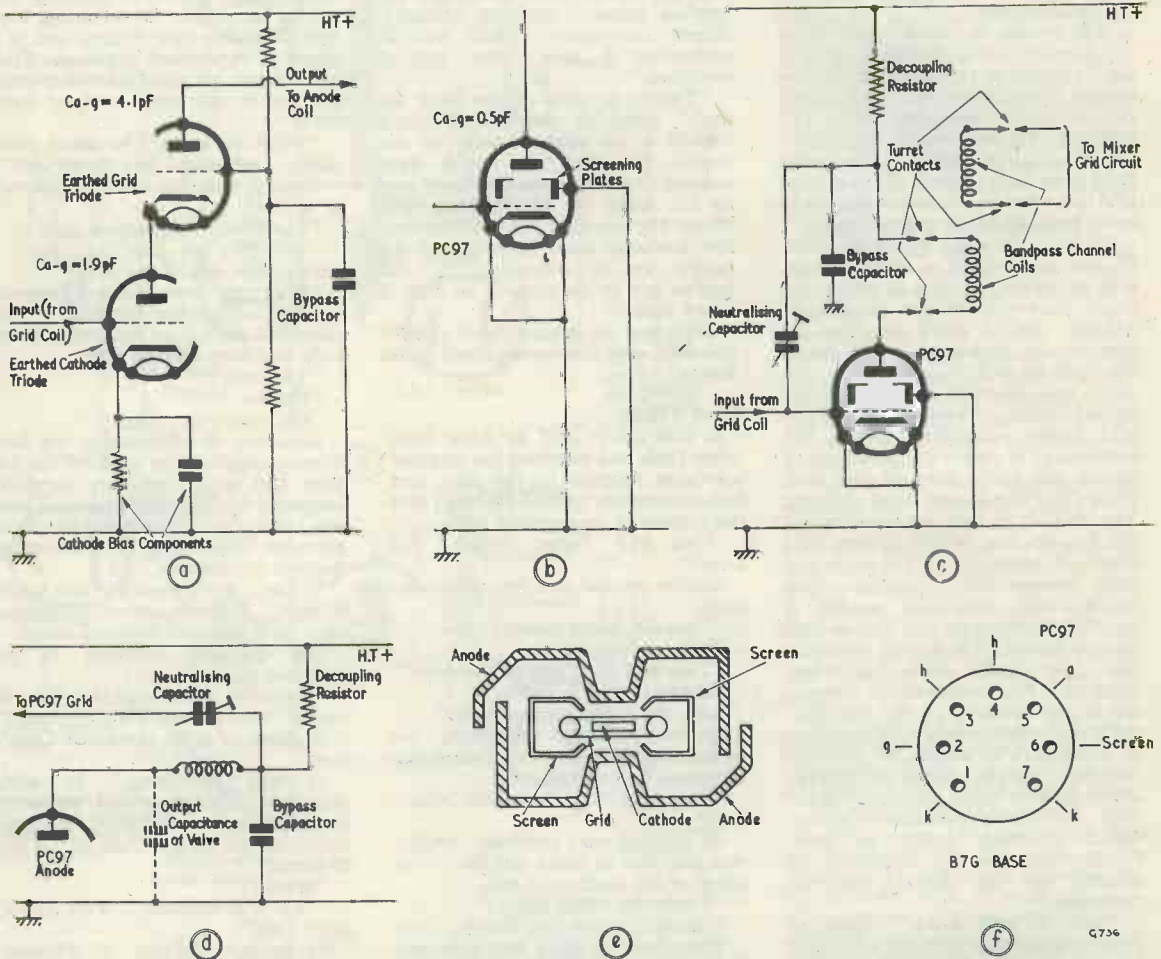 HT+
Output
To Anode
Coil
Ca-g = 4.1pF
Earthed Grid
Triode
Ca-g = 1.9pF
Input (from
Grid Coil)
Earthed Cathode
Triode
Bypass
Capacitor
Cathode Bias Components
a
Ca-g = 0.5pF
Screening
Plates
PC97
b
HT+
Decoupling
Resistor
Turret
Contacts
To Mixer
Grid Circuit
Bandpass Channel
Coils
Bypass
Capacitor
Neutralising
Capacitor
PC97
Input from
Grid Coil
c
H.T+
Neutralising
Capacitor
Decoupling
Resistor
To PC97 Grid
Output
Capacitance
of Valve
Bypass
Capacitor
PC97
Anode
d
Anode
Screen
Screen
Grid
Cathode
Anode
e
PC97
h
h
a
3
4
5
g
2
6
Screen
1
7
k
k
B7G BASE
f
G736